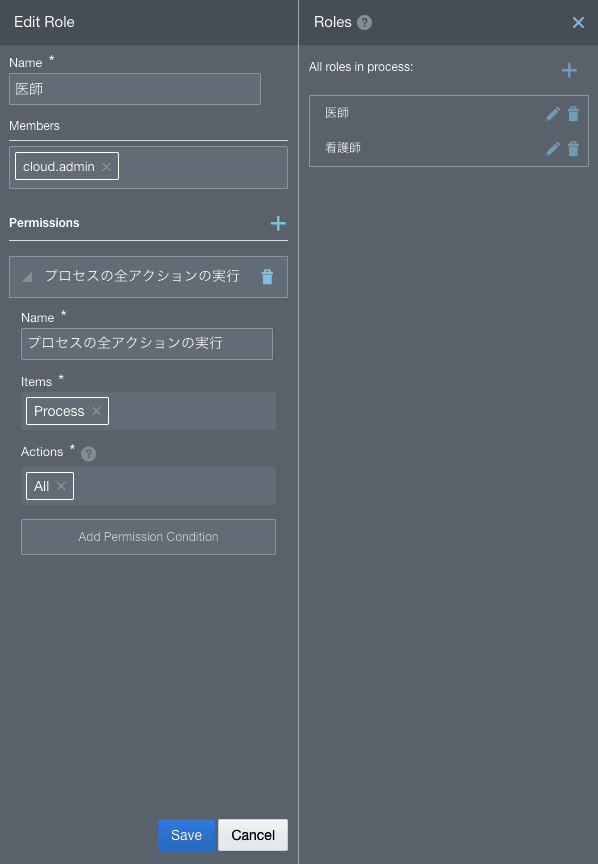 Edit Role
Name *
医師
Members
cloud.admin ×
Permissions
プロセスの全アクションの実行
Name *
プロセスの全アクションの実行
Items *
Process ×
Actions * ?
All ×
Add Permission Condition
Save Cancel
Roles ?
All roles in process:
医師
看護師